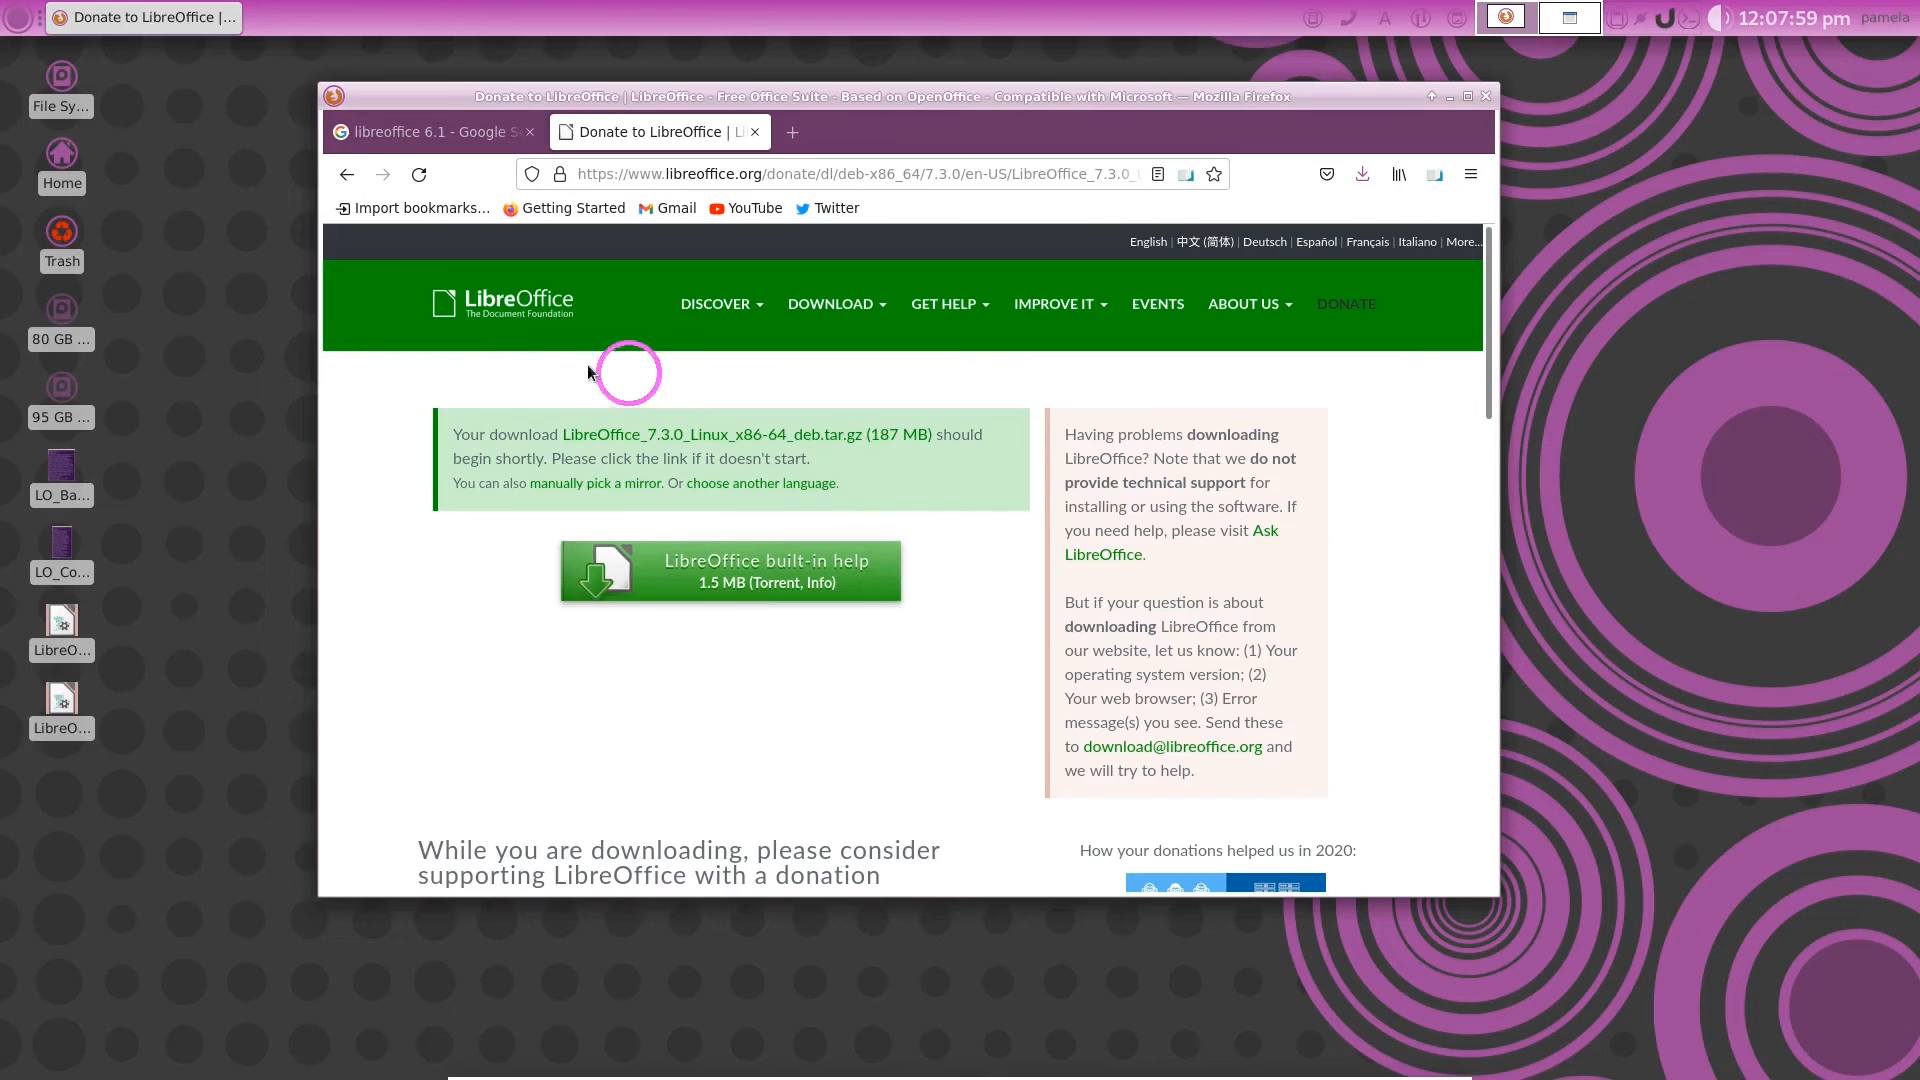 Donate to LibreOffice |...
12:07:59 pm
pamela
File Sy...
Home
Trash
80 GB ...
95 GB ...
LO_Ba...
LO_Co...
LibreO...
LibreO...
Donate to LibreOffice | LibreOffice - Free Office Suite - Based on OpenOffice - Compatible with Microsoft — Mozilla Firefox
libreoffice 6.1 - Google S
Donate to LibreOffice | Li
https://www.libreoffice.org/donate/dl/deb-x86_64/7.3.0/en-US/LibreOffice_7.3.0_L
Import bookmarks...
Getting Started
Gmail
YouTube
Twitter
English | 中文 (简体) | Deutsch | Español | Français | Italiano | More...
LibreOffice
The Document Foundation
DISCOVER
DOWNLOAD
GET HELP
IMPROVE IT
EVENTS
ABOUT US
DONATE
Your download LibreOffice_7.3.0_Linux_x86-64_deb.tar.gz (187 MB) should
begin shortly. Please click the link if it doesn't start.
You can also manually pick a mirror. Or choose another language.
LibreOffice built-in help
1.5 MB (Torrent, Info)
Having problems downloading
LibreOffice? Note that we do not
provide technical support for
installing or using the software. If
you need help, please visit Ask
LibreOffice.
But if your question is about
downloading LibreOffice from
our website, let us know: (1) Your
operating system version; (2)
Your web browser; (3) Error
message(s) you see. Send these
to download@libreoffice.org and
we will try to help.
While you are downloading, please consider
supporting LibreOffice with a donation
How your donations helped us in 2020: